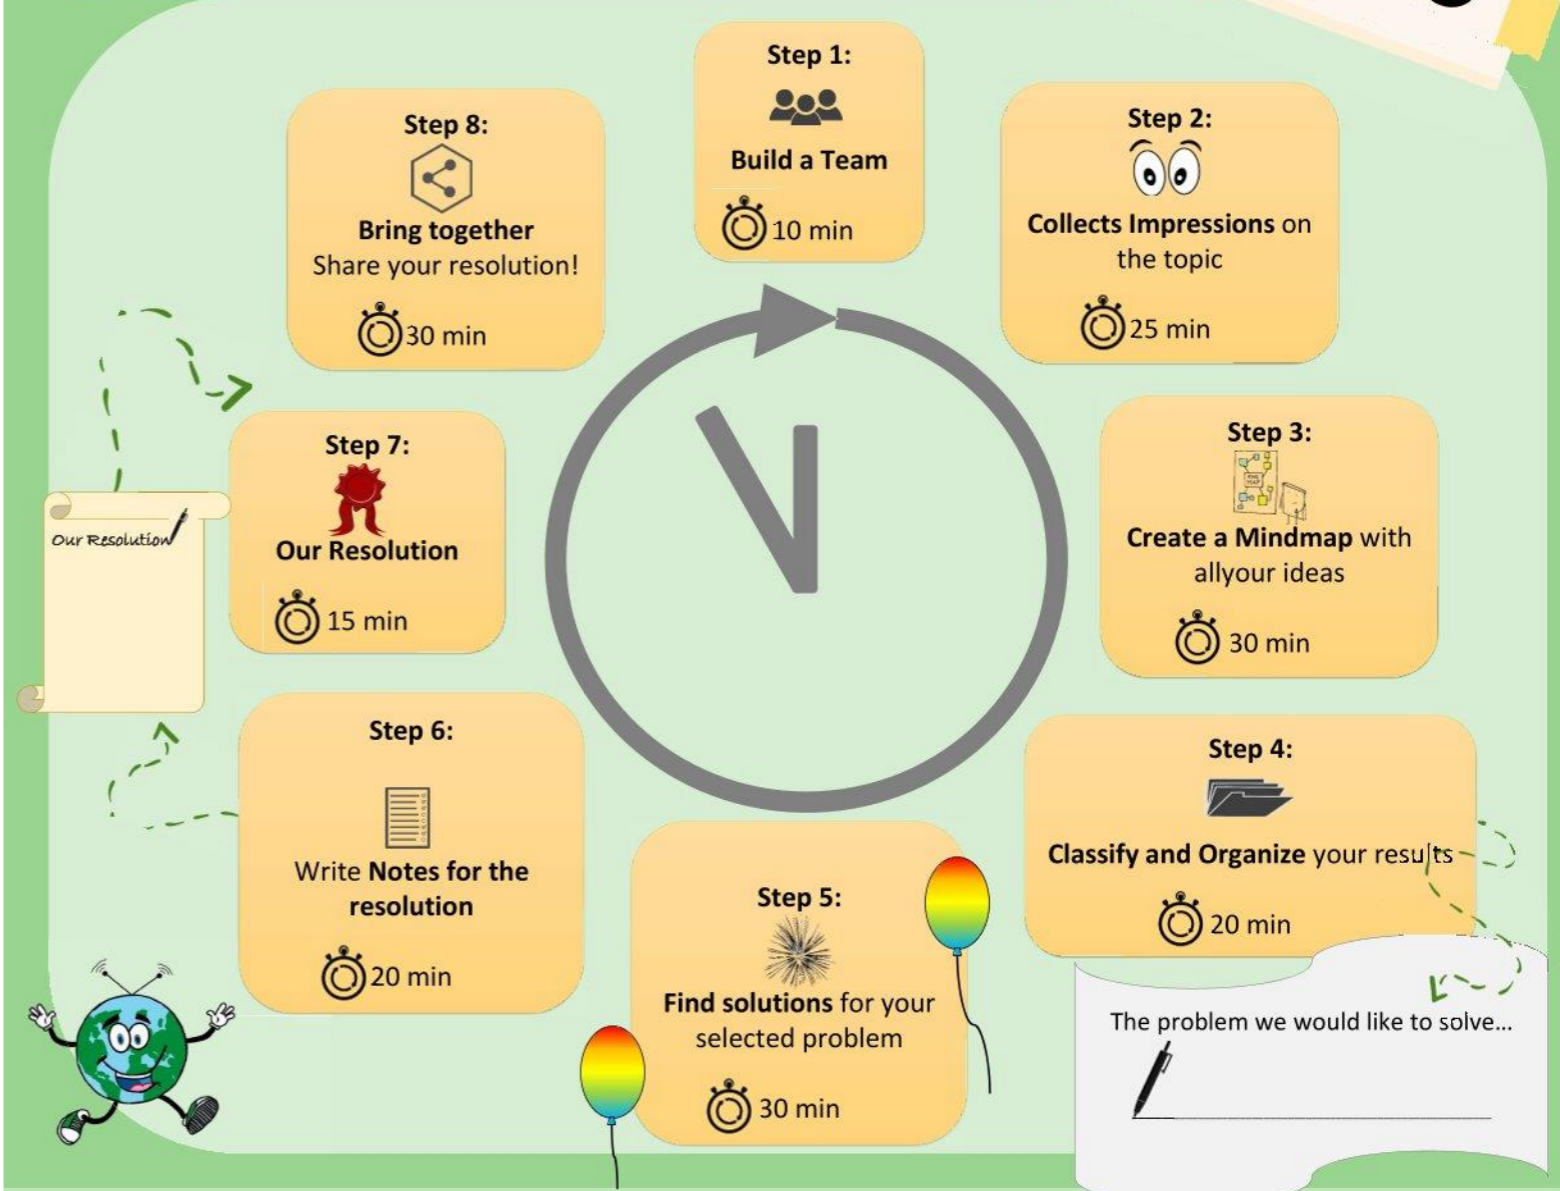 Step 1:
Build a Team
10 min
Step 2:
Collects Impressions on
the topic
25 min
Step 3:
Create a Mindmap with
allyour ideas
30 min
Step 4:
Classify and Organize your results
20 min
The problem we would like to solve...
Step 5:
Find solutions for your
selected problem
30 min
Step 6:
Write Notes for the
resolution
20 min
Our Resolution
Step 7:
Our Resolution
15 min
Step 8:
Bring together
Share your resolution!
30 min